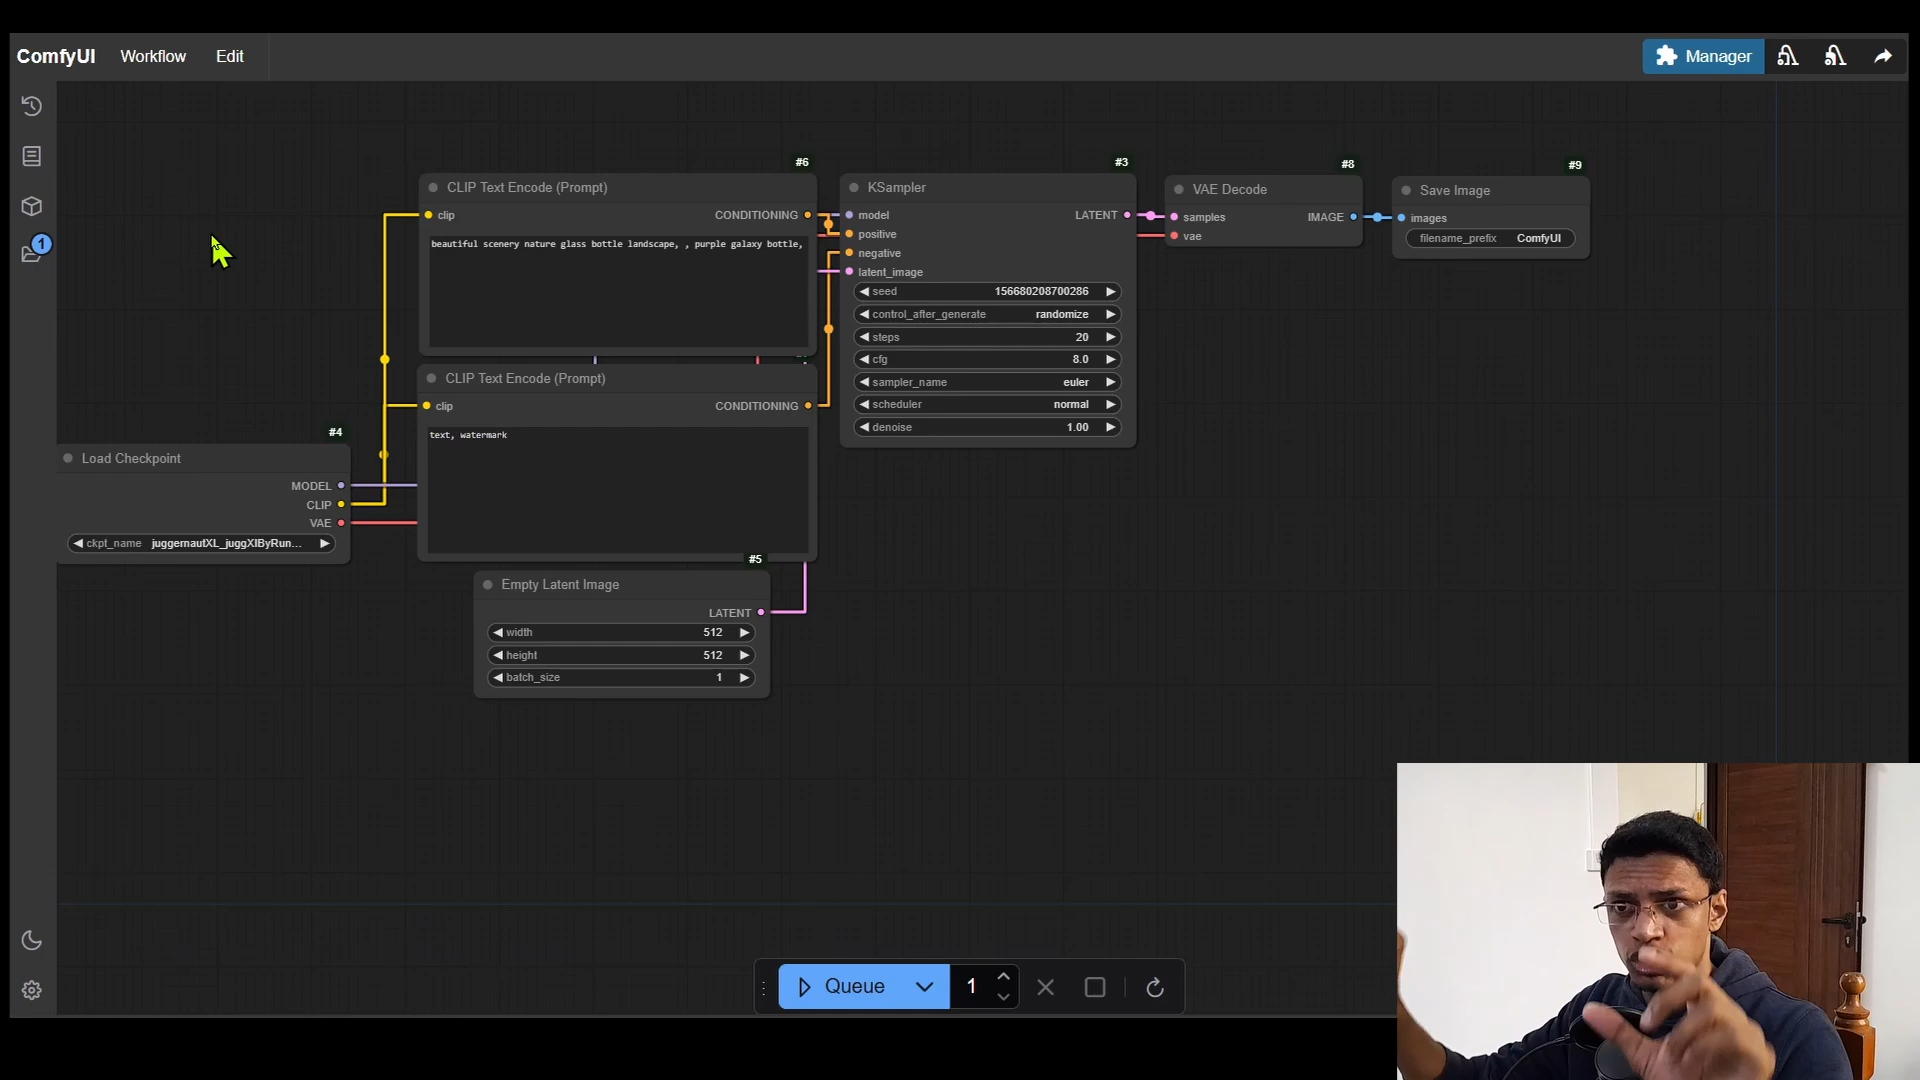 ComfyUI Workflow Edit
Manager
1
#6
CLIP Text Encode (Prompt)
clip CONDITIONING
beautiful scenery nature glass bottle landscape, , purple galaxy bottle,
CLIP Text Encode (Prompt)
clip CONDITIONING
text, watermark
#4
Load Checkpoint
MODEL
CLIP
VAE
ckpt_name juggernautXL_juggXIByRun...
#5
Empty Latent Image
LATENT
width 512
height 512
batch_size 1
#3
KSampler
model LATENT
positive
negative
latent_image
seed 156680208700286
control_after_generate randomize
steps 20
cfg 8.0
sampler_name euler
scheduler normal
denoise 1.00
#8
VAE Decode
samples IMAGE
vae
#9
Save Image
images
filename_prefix ComfyUI
Queue 1